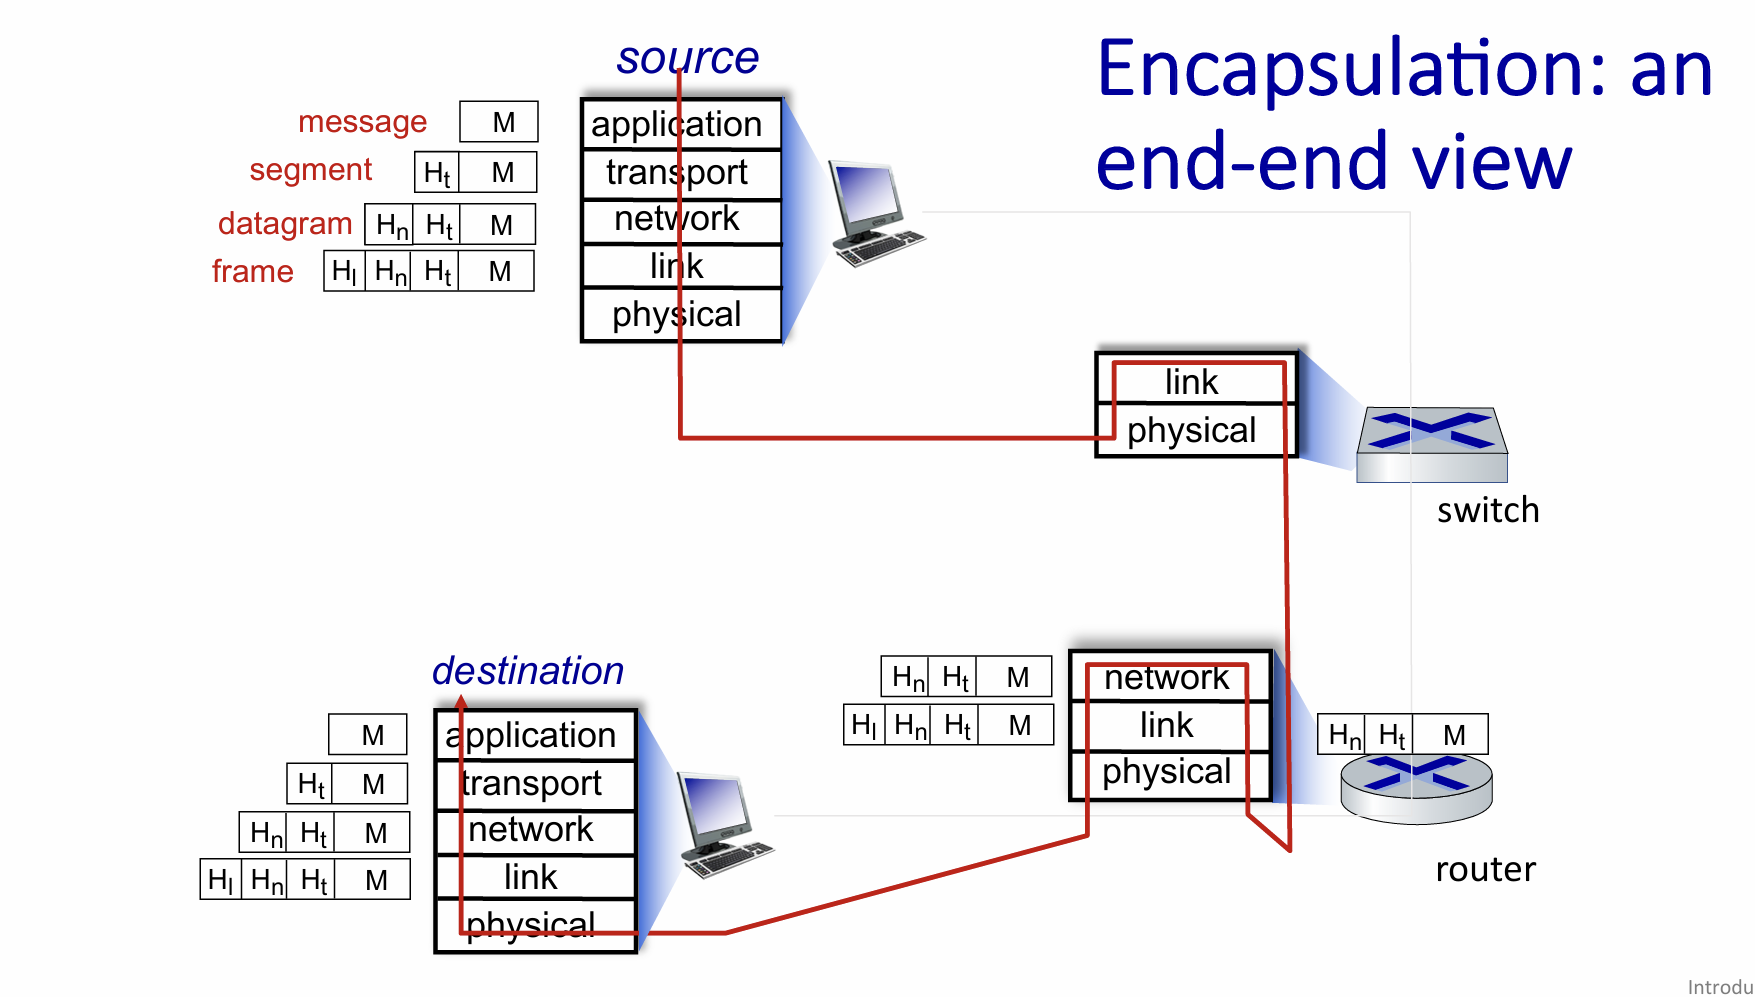 Encapsulation: an
end-end view
source
message M
segment Ht M
datagram Hn Ht M
frame Hl Hn Ht M
application
transport
network
link
physical
link
physical
switch
destination
M
Ht M
Hn Ht M
Hl Hn Ht M
application
transport
network
link
physical
Hn Ht M
Hl Hn Ht M
network
link
physical
Hn Ht M
router
Introdu